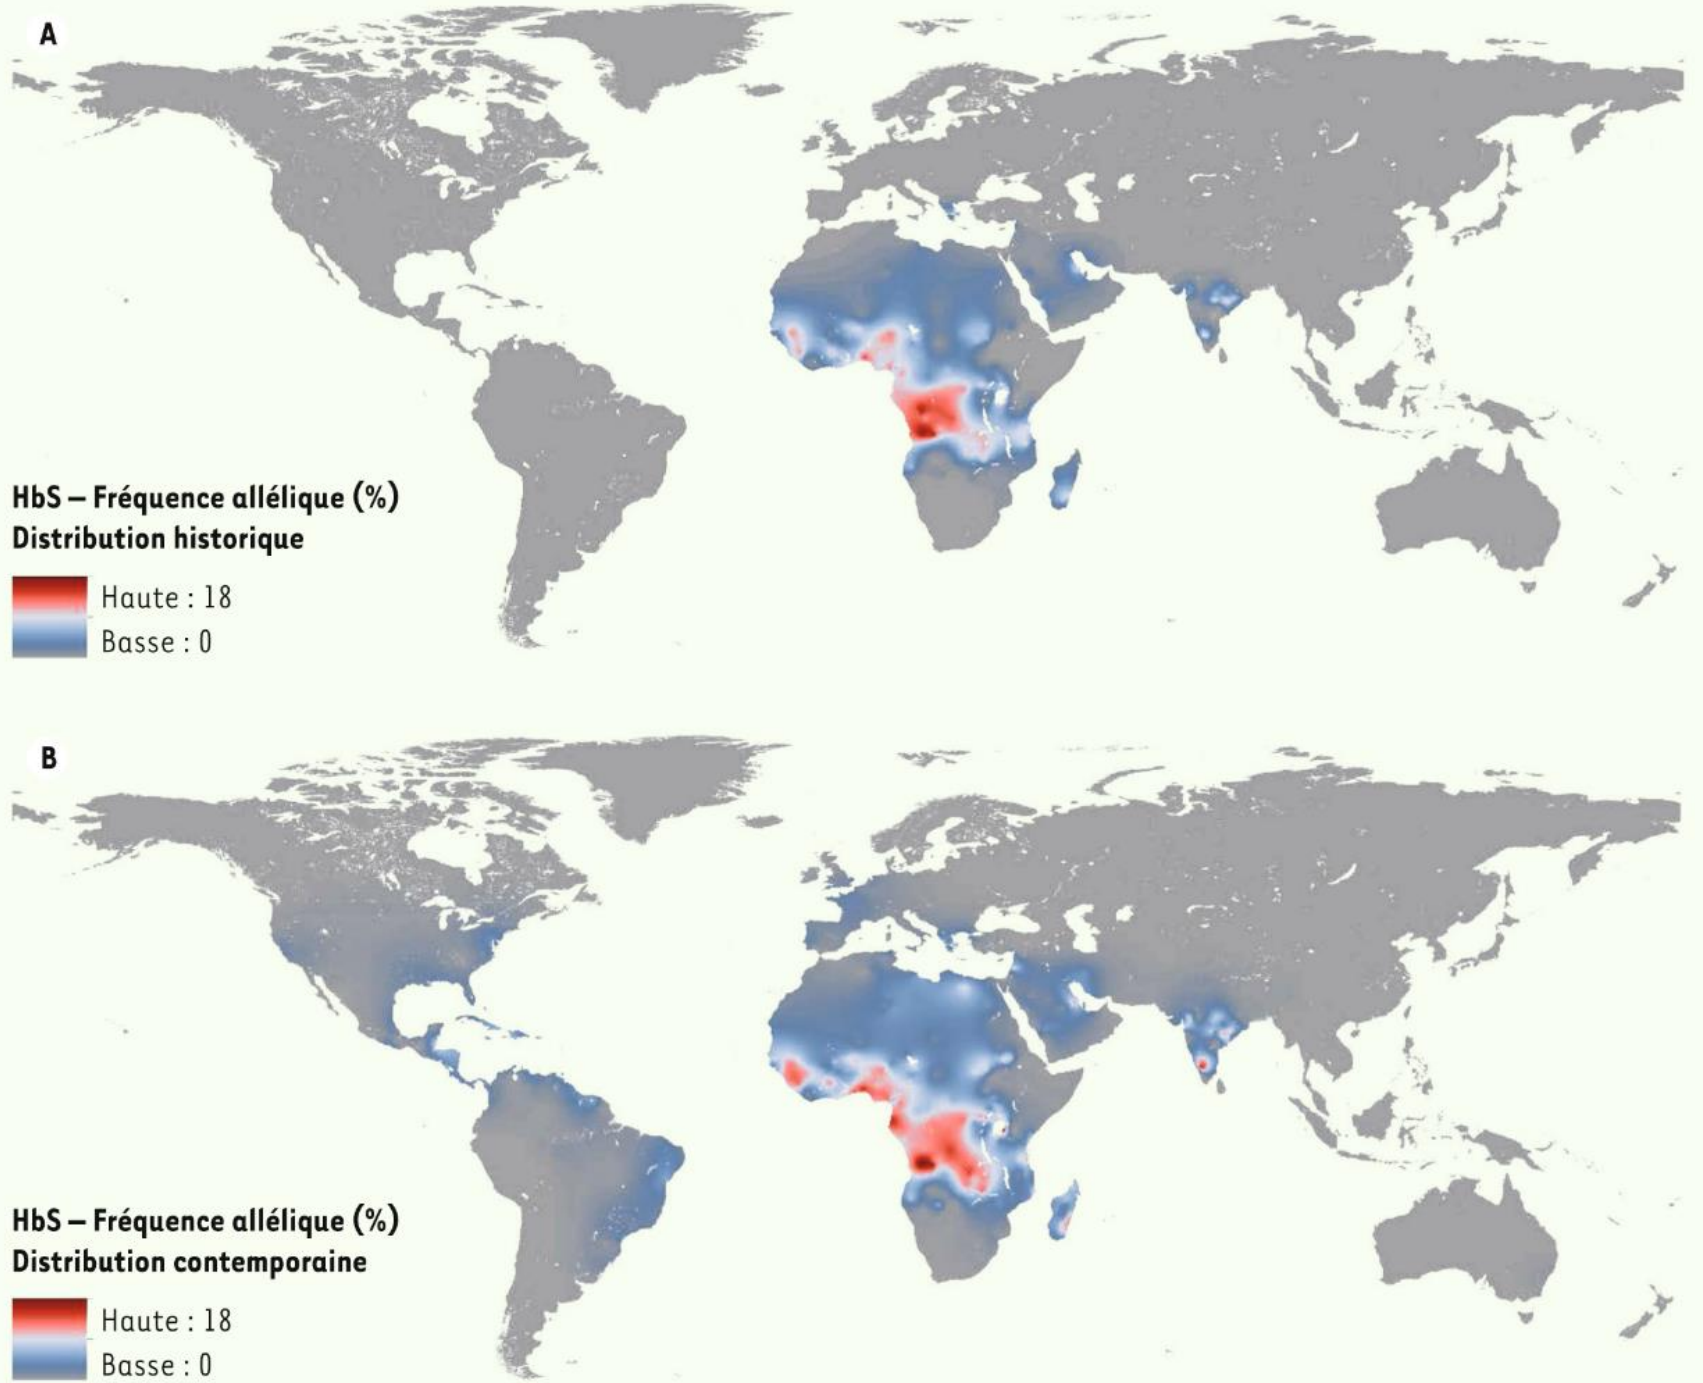 A
HbS – Fréquence allélique (%)
Distribution historique
Haute : 18
Basse : 0
B
HbS – Fréquence allélique (%)
Distribution contemporaine
Haute : 18
Basse : 0